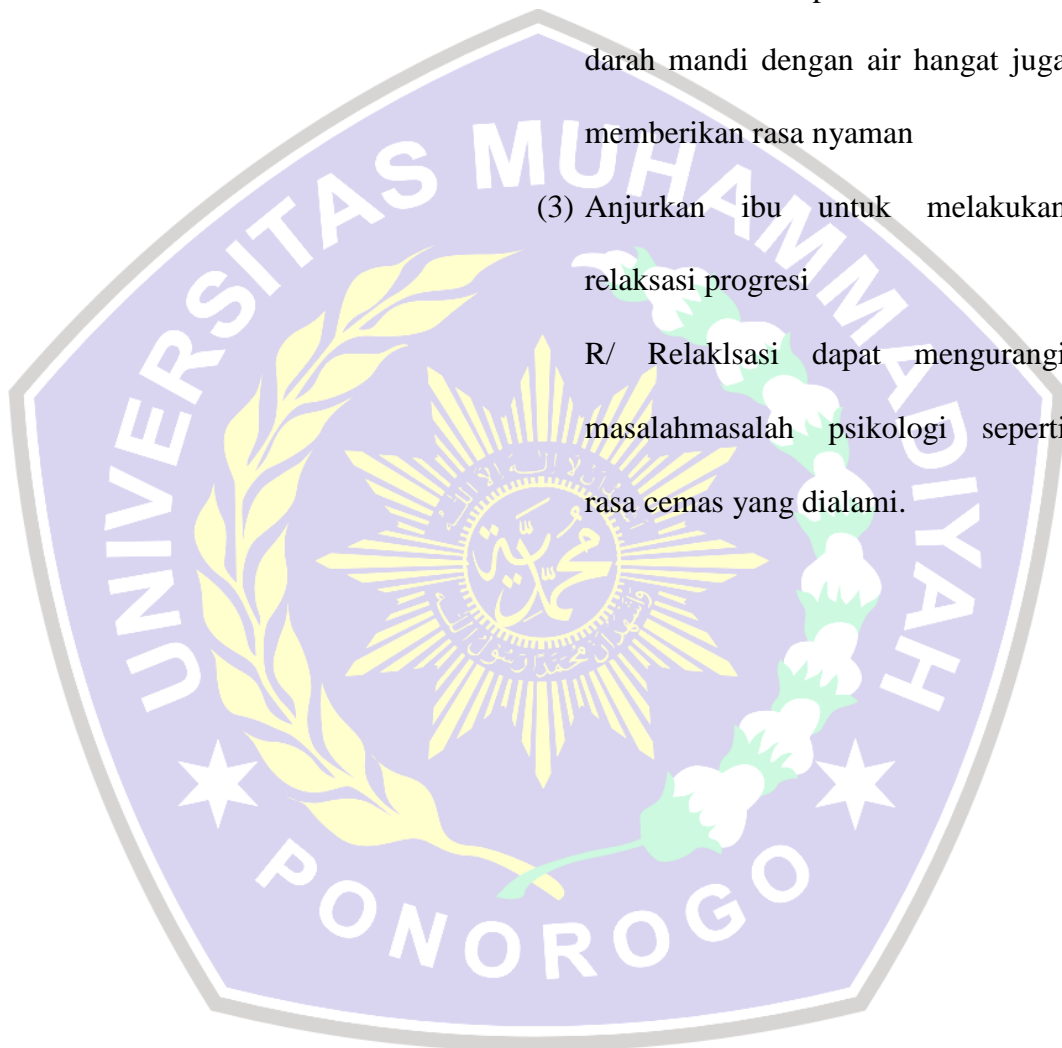 darah mandi dengan air hangat juga
memberikan rasa nyaman
(3) Anjurkan ibu untuk melakukan
relaksasi progresi
R/ Relaklsasi dapat mengurangi
masalahmasalah psikologi seperti
rasa cemas yang dialami.
UNIVERSITAS MUHAMMADIYAH
PONOROGO